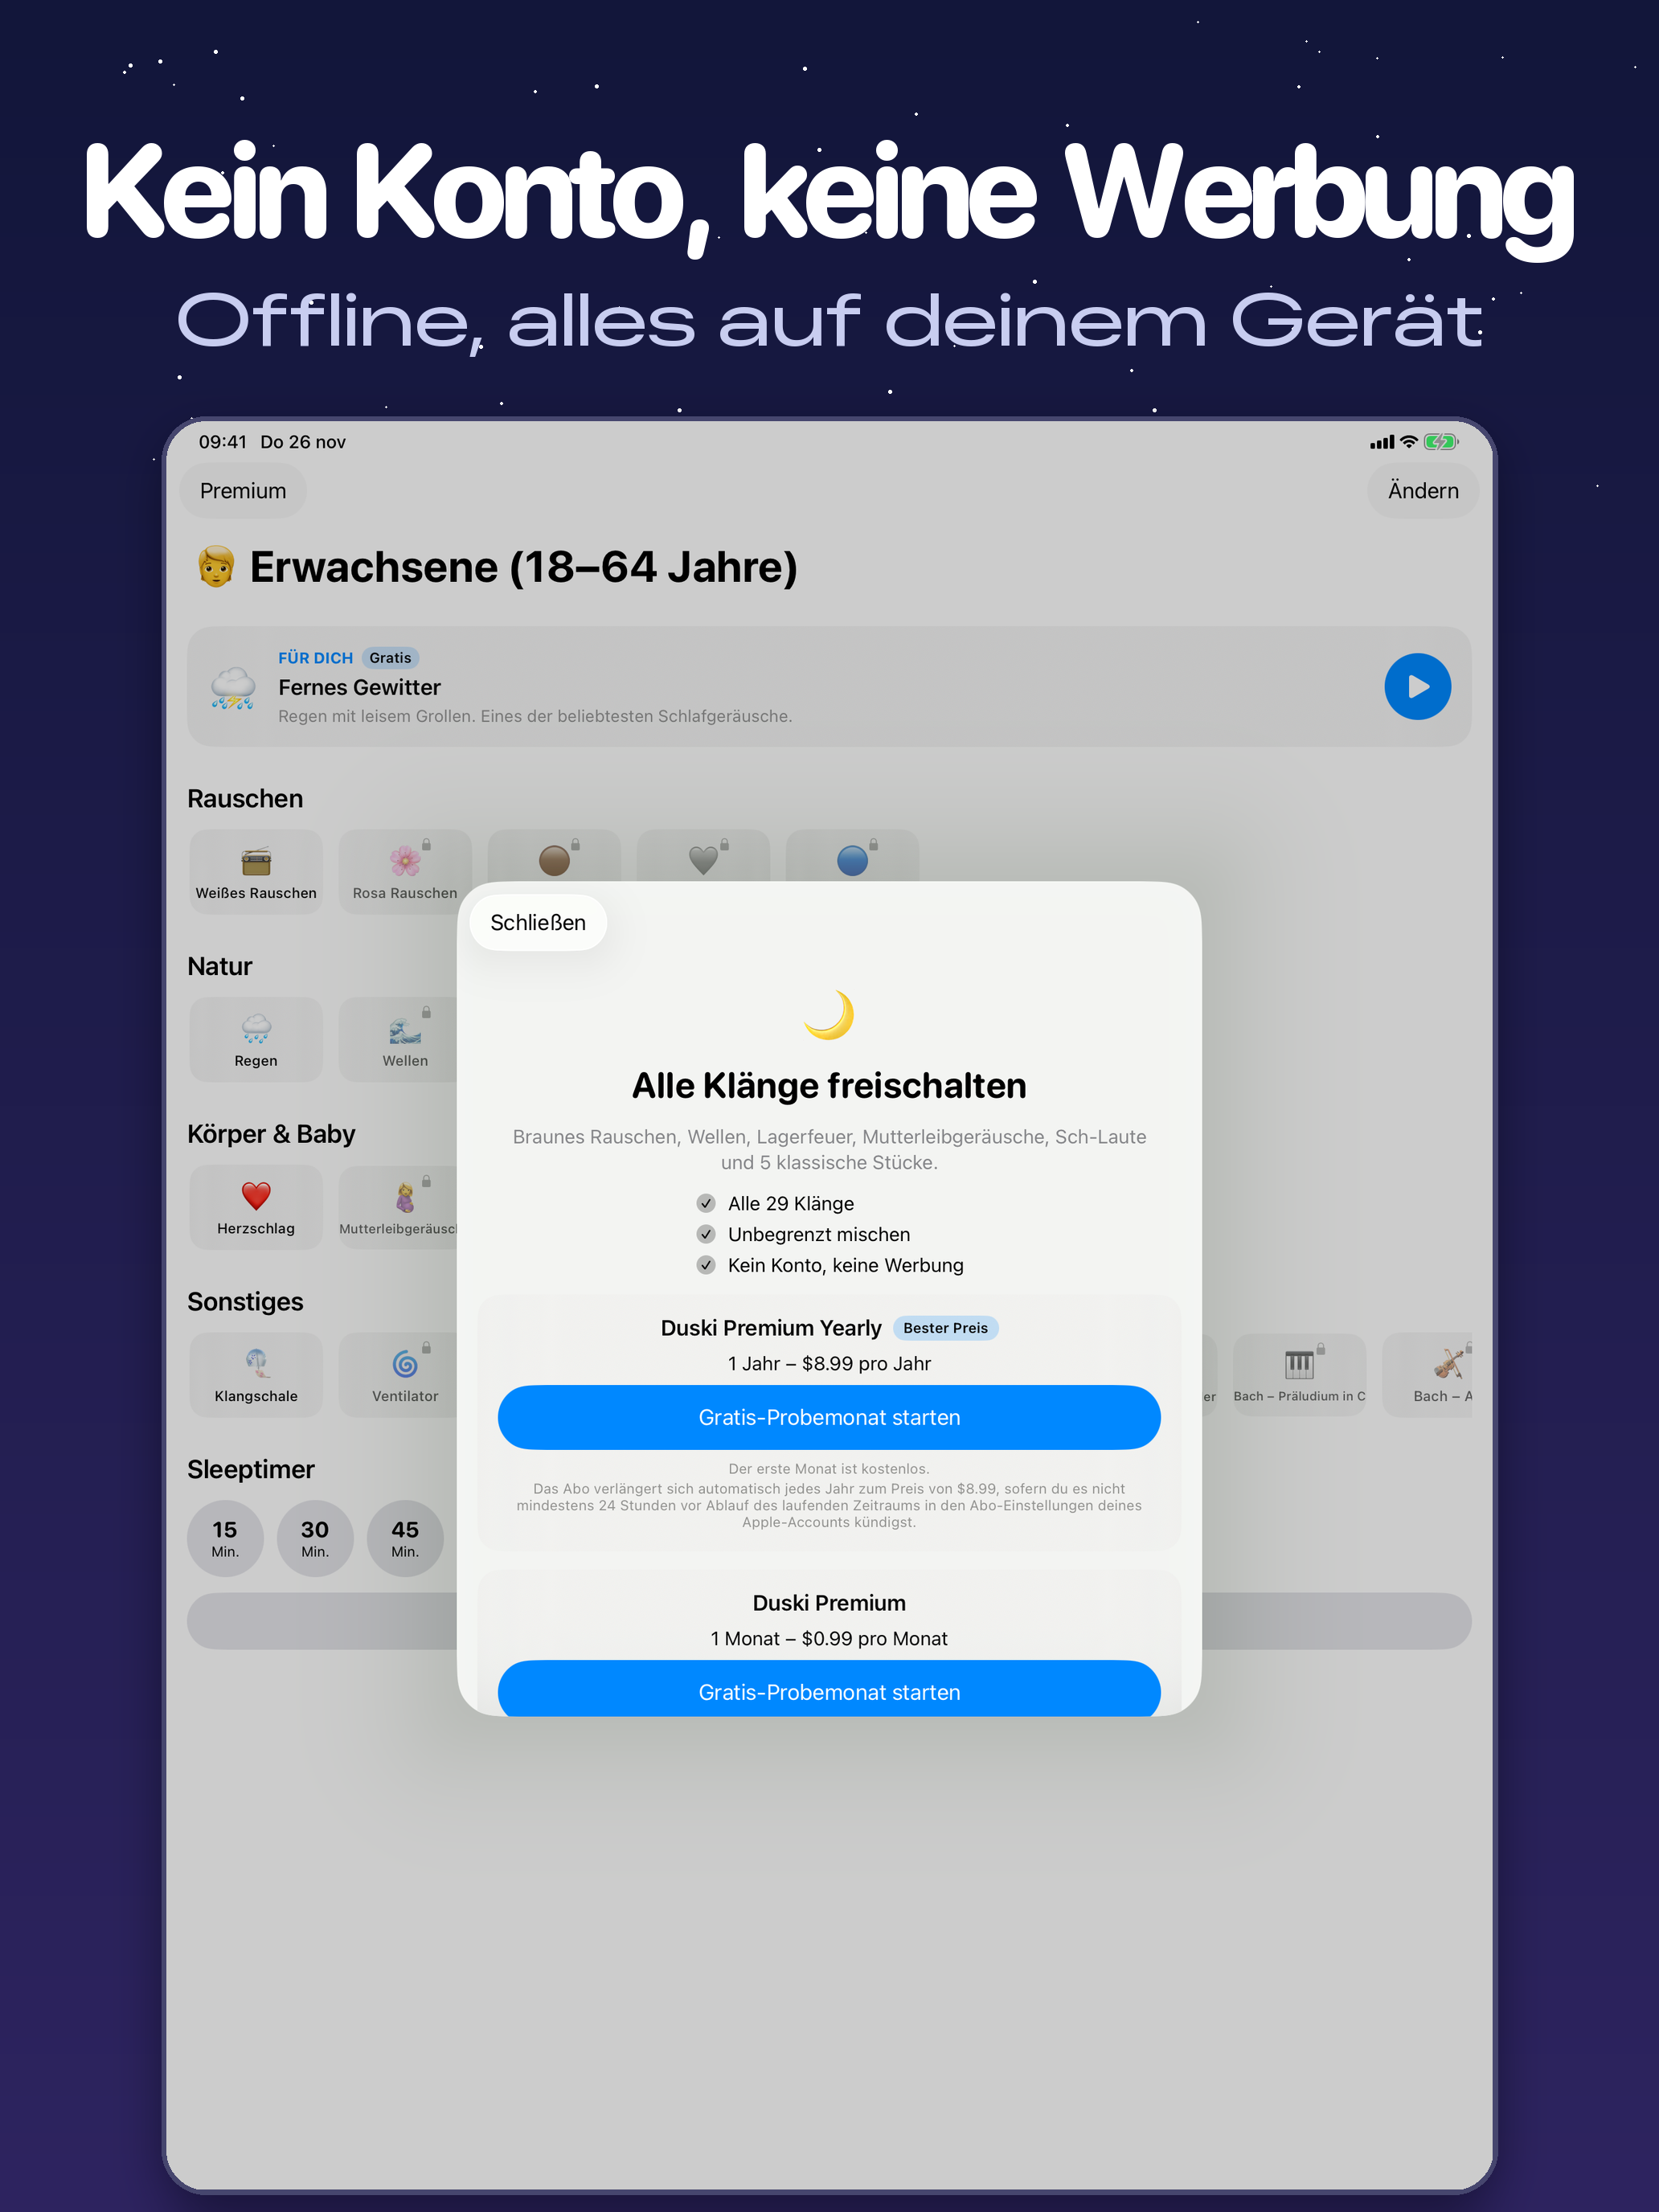 Kein Konto, keine Werbung
Offline, alles auf deinem Gerät
09:41 Do 26 nov
Premium
Ändern
Erwachsene (18–64 Jahre)
FÜR DICH Gratis
Fernes Gewitter
Regen mit leisem Grollen. Eines der beliebtesten Schlafgeräusche.
Rauschen
Weißes Rauschen
Rosa Rauschen
Schließen
Natur
Regen
Wellen
Alle Klänge freischalten
Braunes Rauschen, Wellen, Lagerfeuer, Mutterleibgeräusche, Sch-Laute
und 5 klassische Stücke.
Körper & Baby
Herzschlag
Mutterleibgeräusc
Alle 29 Klänge
Unbegrenzt mischen
Kein Konto, keine Werbung
Sonstiges
Klangschale
Ventilator
er
Bach – Präludium in C
Bach – A
Duski Premium Yearly Bester Preis
1 Jahr – $8.99 pro Jahr
Gratis-Probemonat starten
Der erste Monat ist kostenlos.
Das Abo verlängert sich automatisch jedes Jahr zum Preis von $8.99, sofern du es nicht
mindestens 24 Stunden vor Ablauf des laufenden Zeitraums in den Abo-Einstellungen deines
Apple-Accounts kündigst.
Sleeptimer
15 Min.
30 Min.
45 Min.
Duski Premium
1 Monat – $0.99 pro Monat
Gratis-Probemonat starten